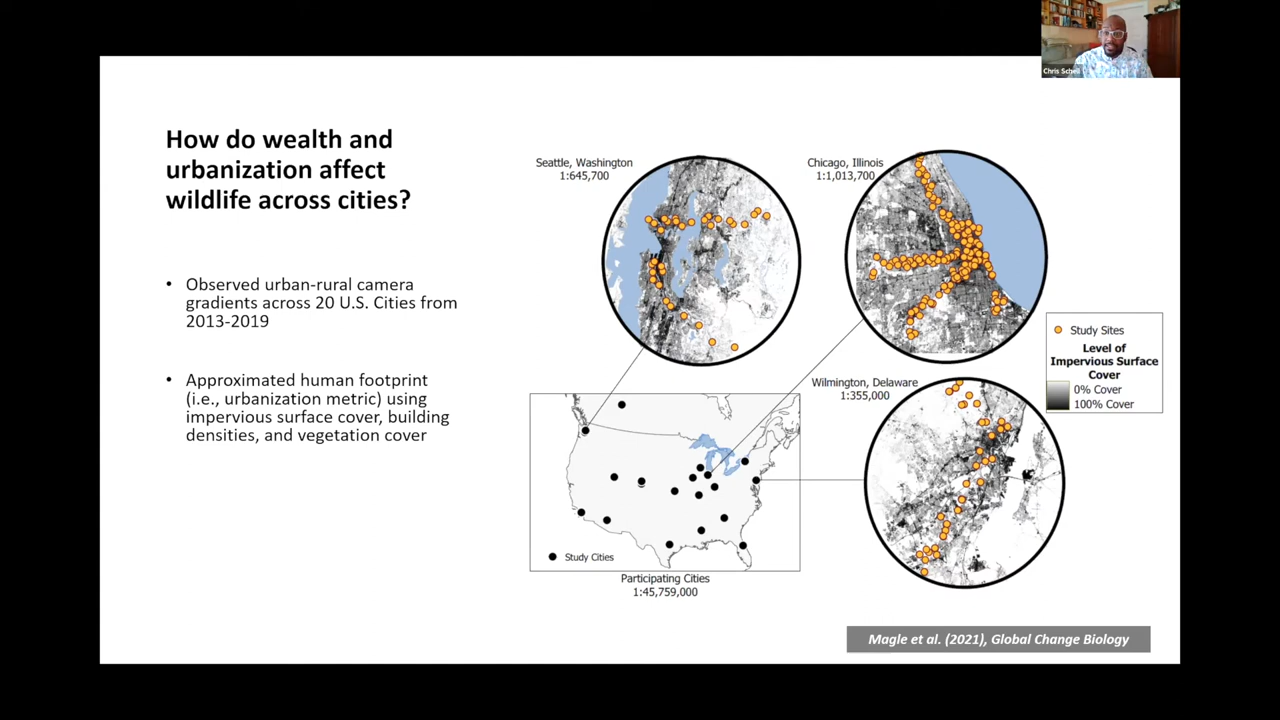 Chris Schell
How do wealth and
urbanization affect
wildlife across cities?
• Observed urban-rural camera
gradients across 20 U.S. Cities from
2013-2019
• Approximated human footprint
(i.e., urbanization metric) using
impervious surface cover, building
densities, and vegetation cover
Seattle, Washington
1:645,700
Chicago, Illinois
1:1,013,700
Study Sites
Level of
Impervious Surface
Cover
0% Cover
100% Cover
Wilmington, Delaware
1:355,000
Study Cities
Participating Cities
1:45,759,000
Magle et al. (2021), Global Change Biology